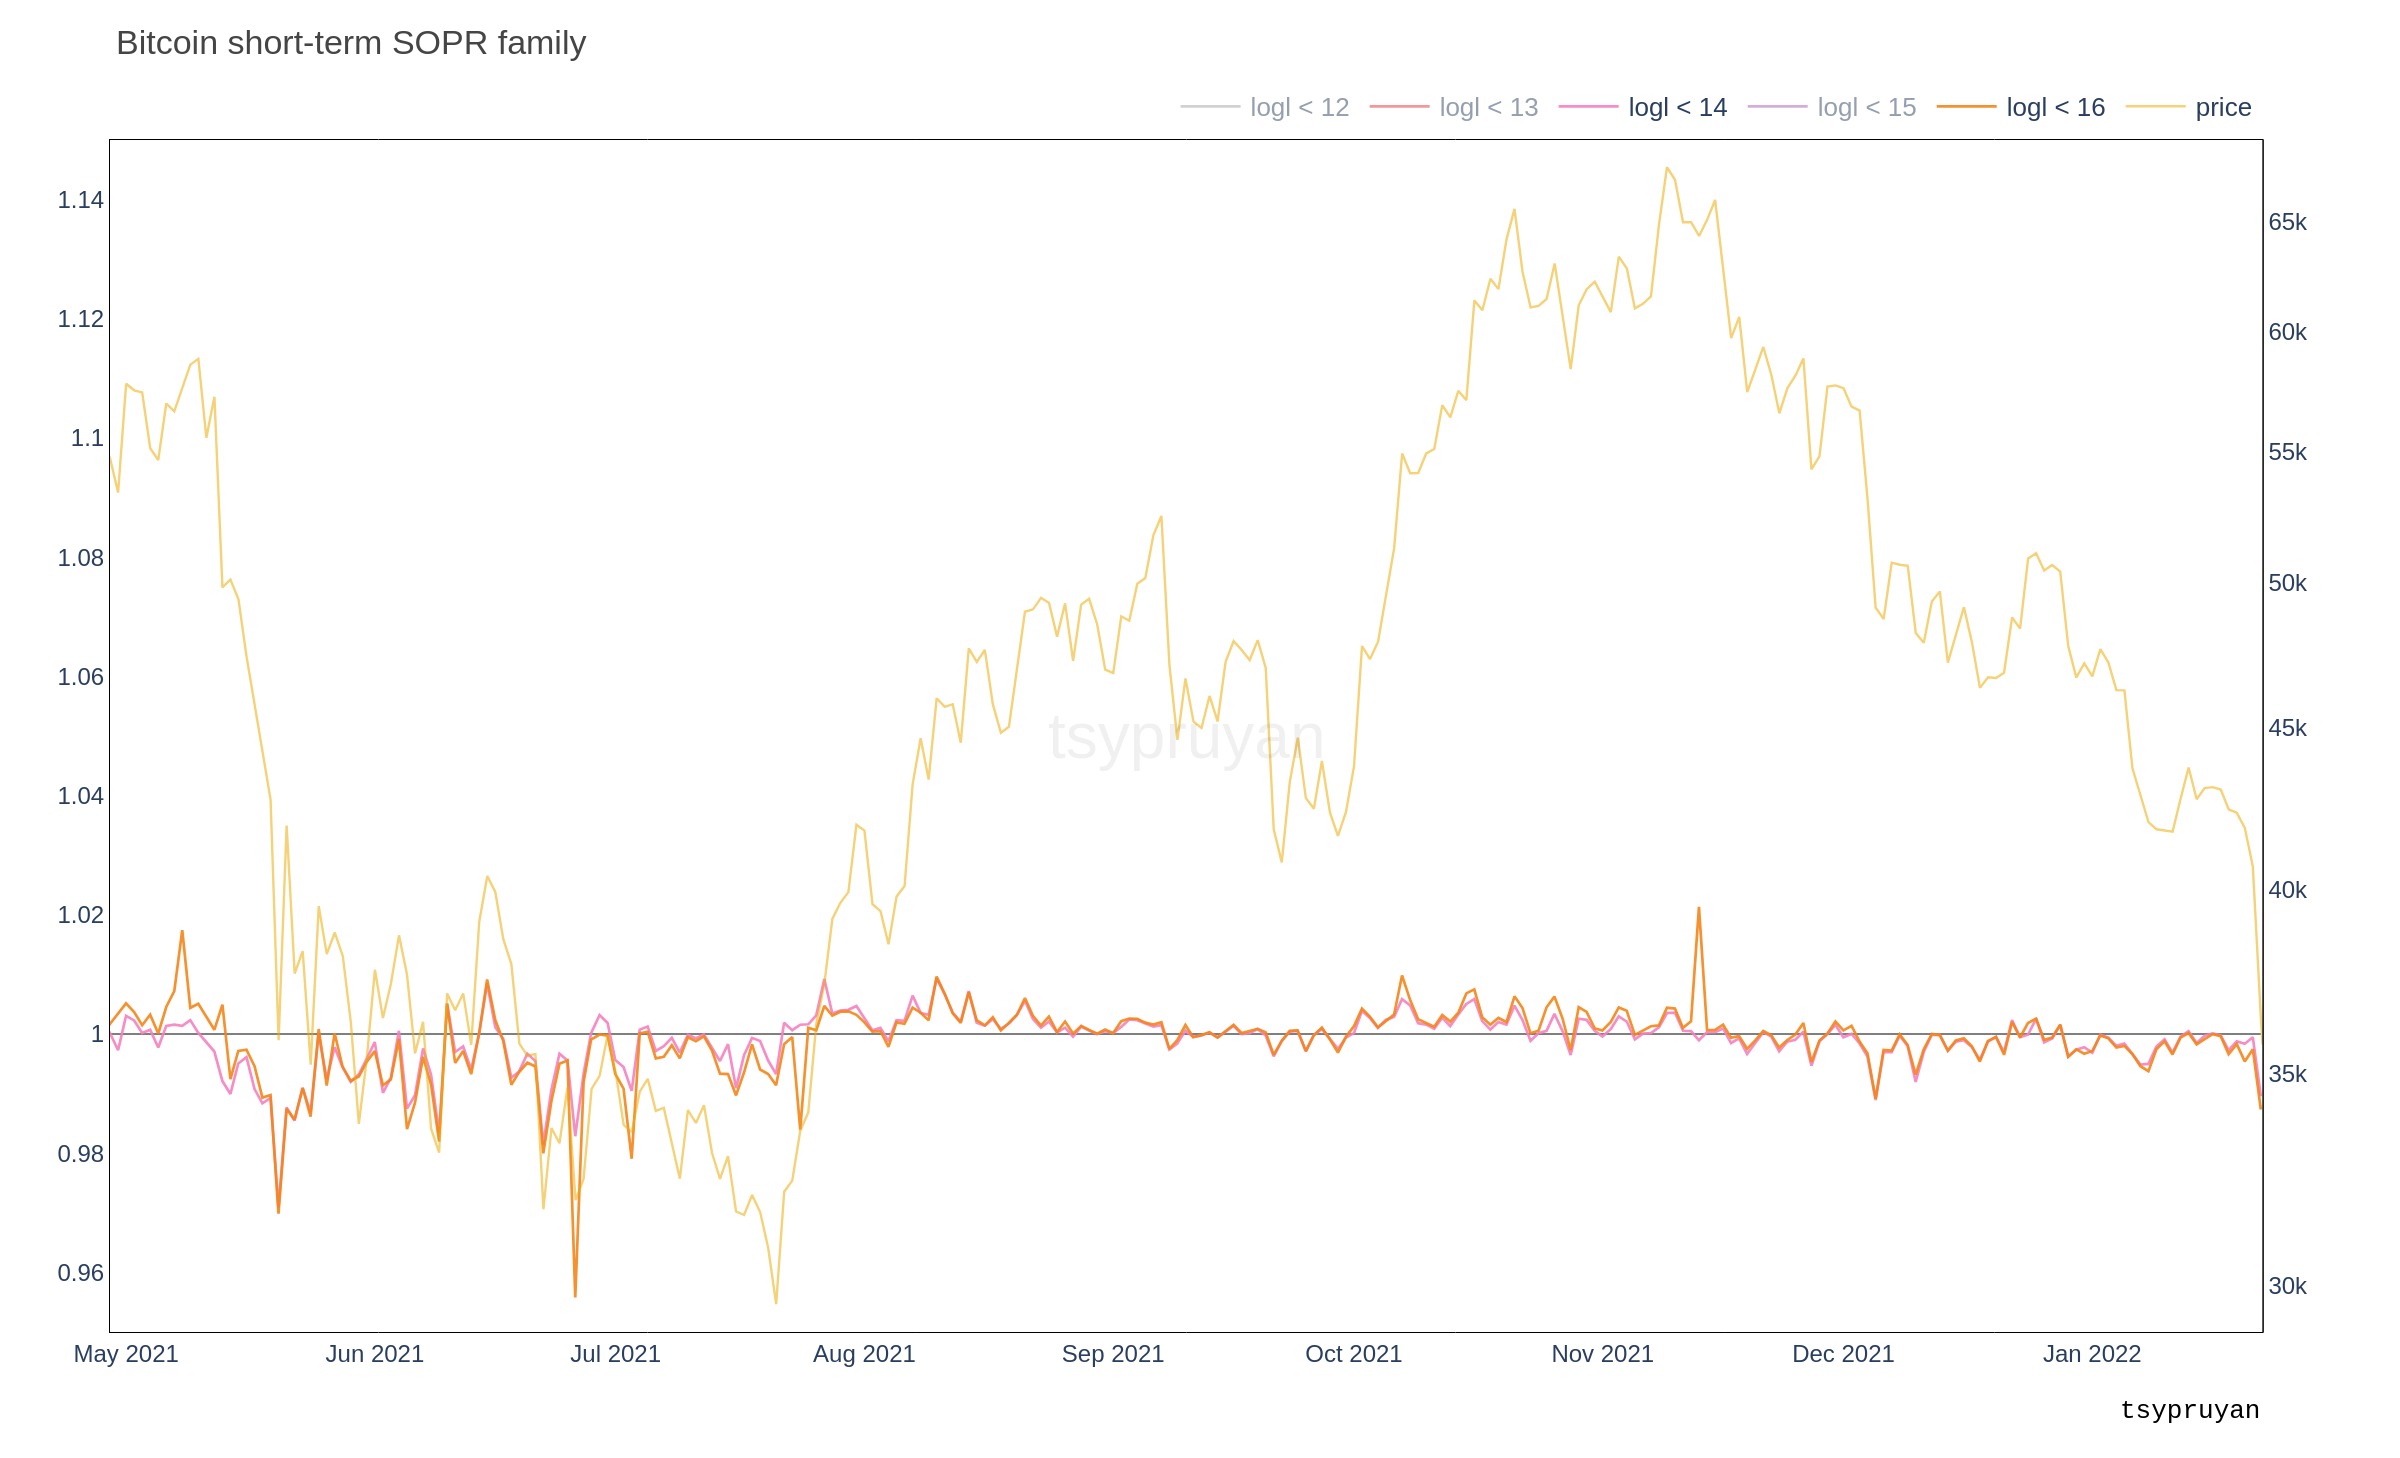 Bitcoin short-term SOPR family
logl < 12 logl < 13 logl < 14 logl < 15 logl < 16 price
1.14
65k
1.12
60k
1.1
55k
1.08
50k
1.06
45k
tsypruyan
1.04
40k
1.02
1
35k
0.98
0.96
30k
May 2021 Jun 2021 Jul 2021 Aug 2021 Sep 2021 Oct 2021 Nov 2021 Dec 2021 Jan 2022
tsypruyan